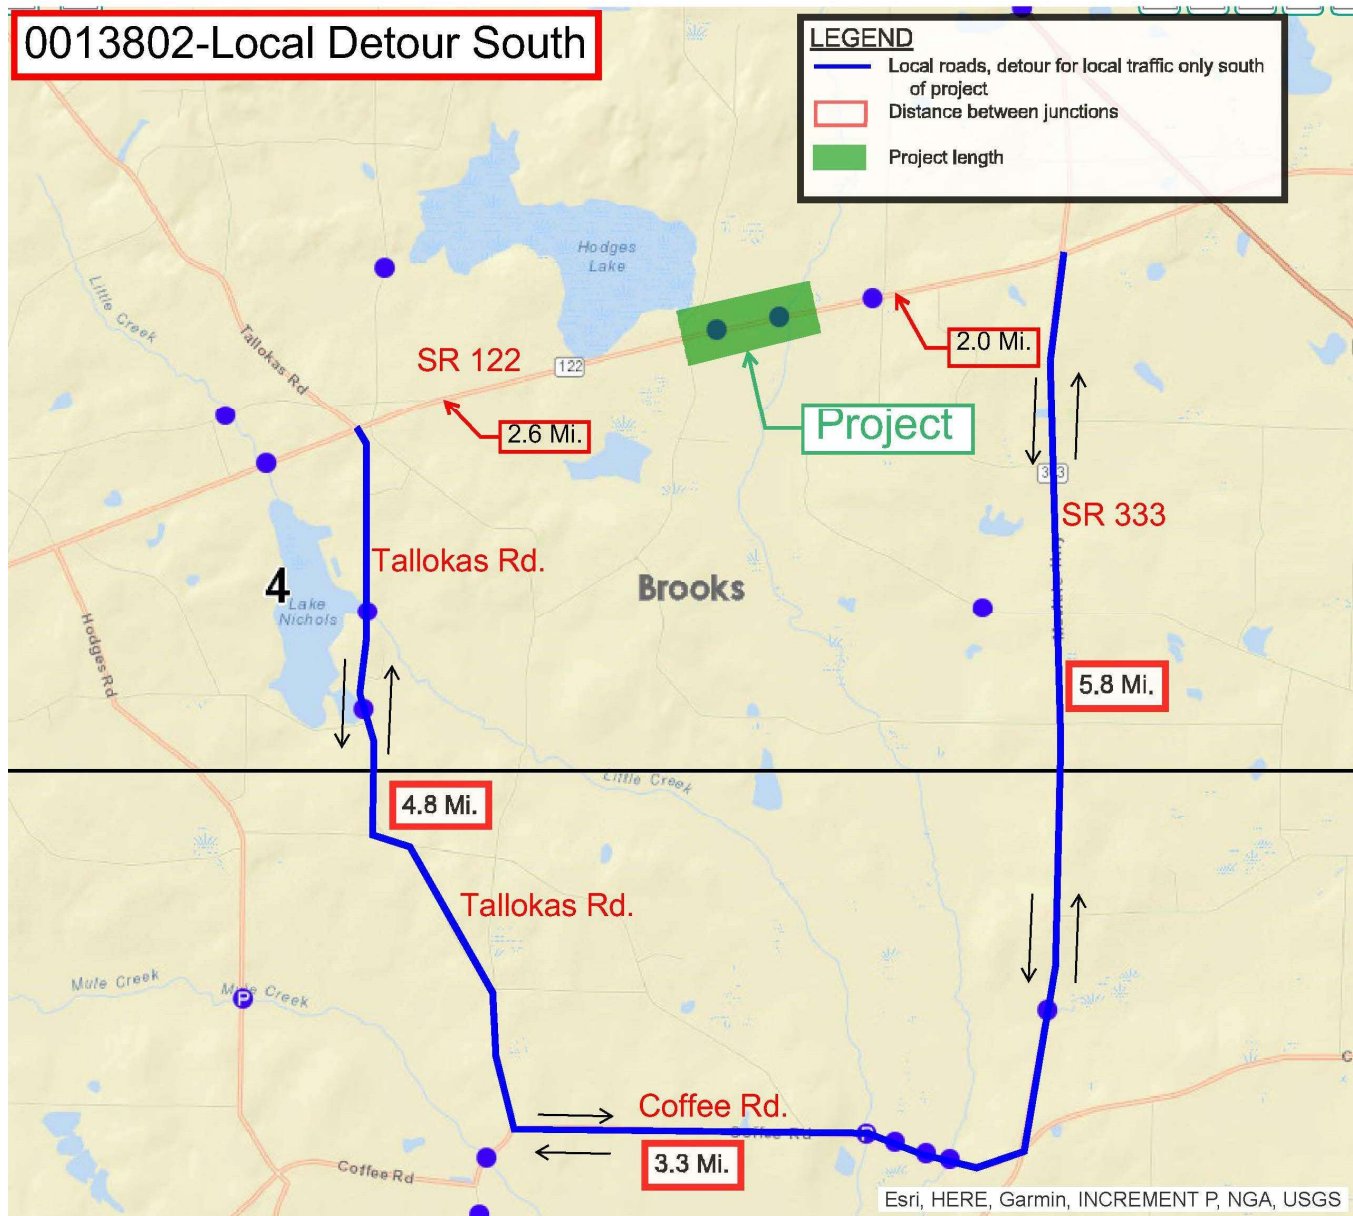 0013802-Local Detour South
LEGEND
Local roads, detour for local traffic only south
of project
Distance between junctions
Project length
Hodges
Lake
Little Creek
Tallokas Rd
SR 122
122
2.0 Mi.
2.6 Mi.
Project
SR 333
Tallokas Rd.
4
Lake
Nichols
Brooks
Hodges Rd
5.8 Mi.
Little Creek
4.8 Mi.
Tallokas Rd.
Mule Creek
Mule Creek
P
Coffee Rd.
Coffee Rd
P
3.3 Mi.
Coffee Rd
C
Esri, HERE, Garmin, INCREMENT P, NGA, USGS